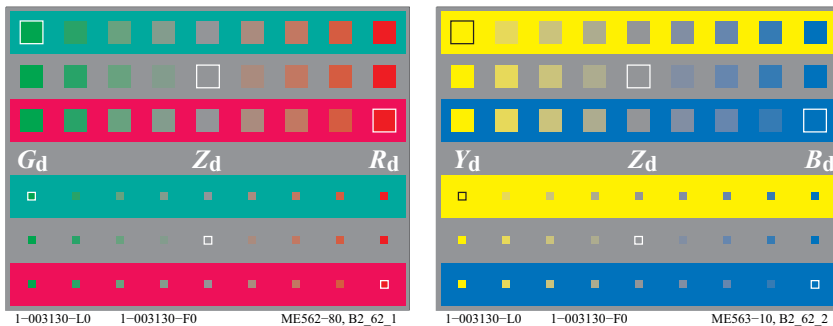 Gd Zd Rd
1-003130-L0 1-003130-F0 ME562-80, B2_62_1
Yd Zd Bd
1-003130-L0 1-003130-F0 ME563-10, B2_62_2